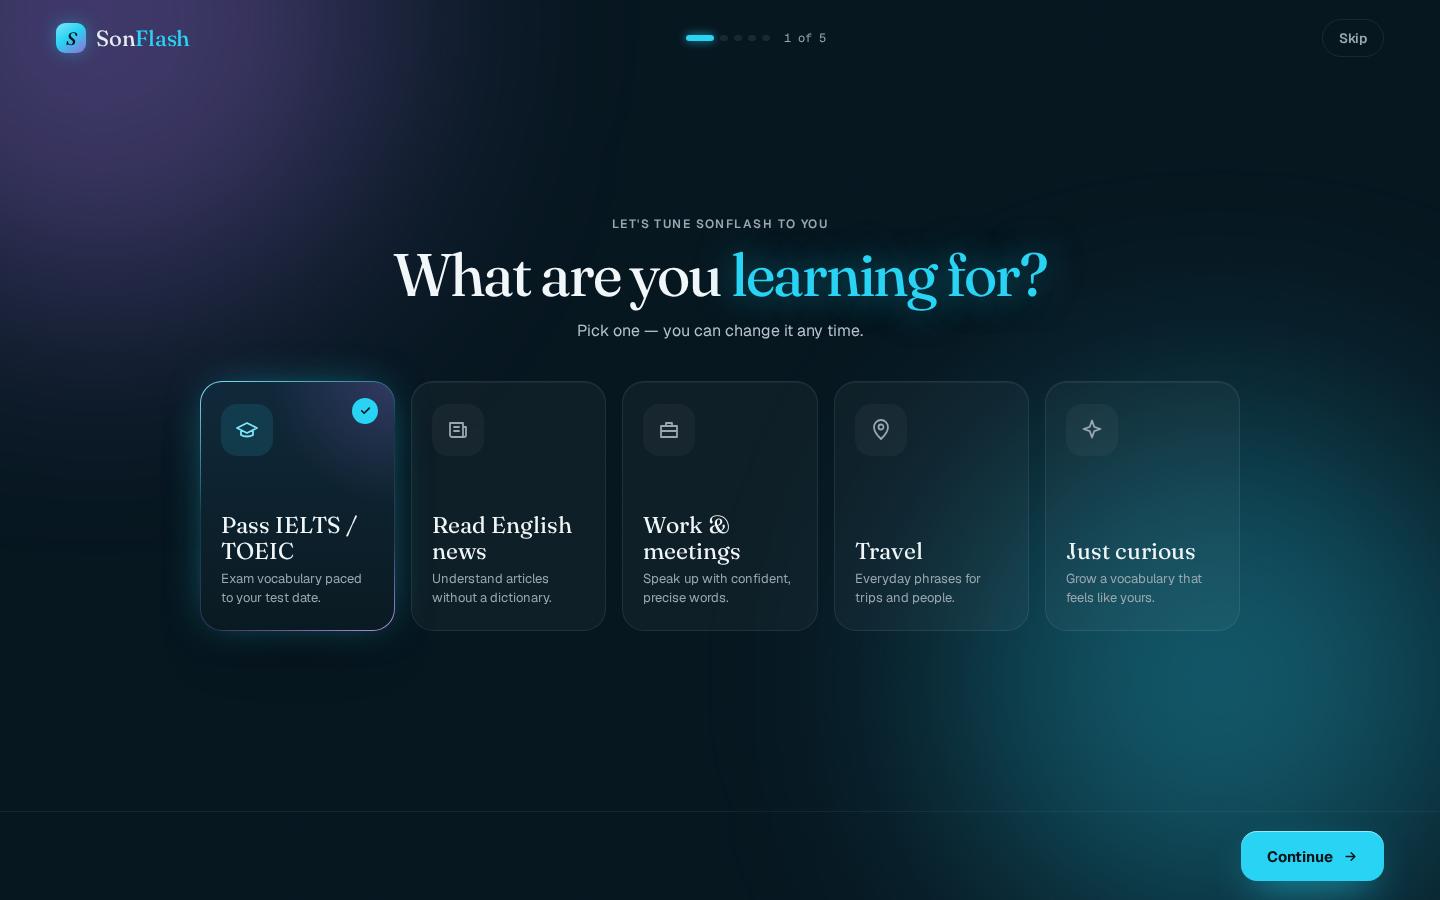 S SonFlash
1 of 5
Skip
LET'S TUNE SONFLASH TO YOU
What are you learning for?
Pick one — you can change it any time.
Pass IELTS /
TOEIC
Exam vocabulary paced
to your test date.
Read English
news
Understand articles
without a dictionary.
Work &
meetings
Speak up with confident,
precise words.
Travel
Everyday phrases for
trips and people.
Just curious
Grow a vocabulary that
feels like yours.
Continue →